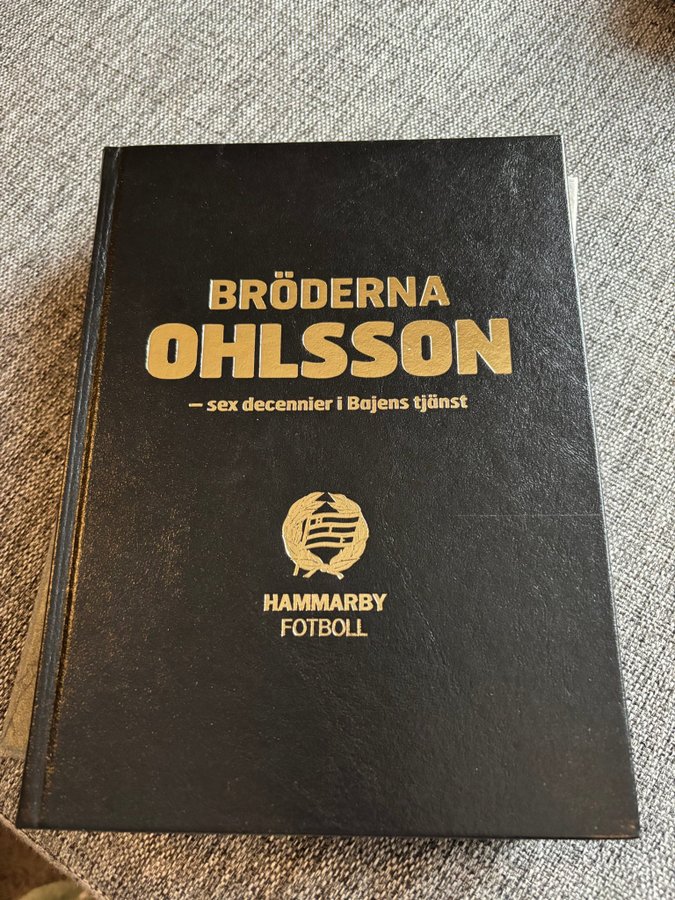 BRÖDERNA
OHLSSON
– sex decennier i Bajens tjänst
HAMMARBY
FOTBOLL